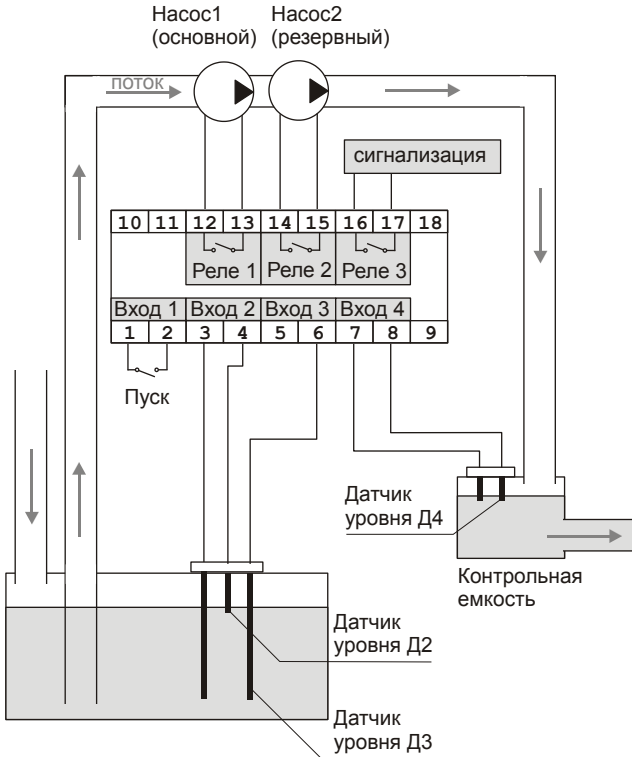 Насос1
(основной)
Насос2
(резервный)
поток
сигнализация
10 11 12 13 14 15 16 17 18
Реле 1 Реле 2 Реле 3
Вход 1 Вход 2 Вход 3 Вход 4
1 2 3 4 5 6 7 8 9
Пуск
Датчик
уровня Д4
Контрольная
емкость
Датчик
уровня Д2
Датчик
уровня Д3